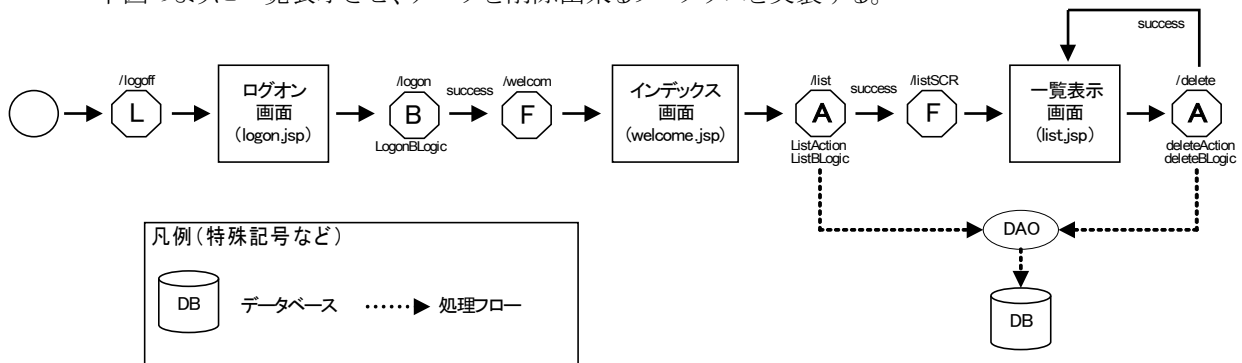 /logoff
L
ログオン
画面
(logon.jsp)
/logon
B
LogonBLogic
success
/welcom
F
インデックス
画面
(welcome.jsp)
/list
A
ListAction
ListBLogic
success
/listSCR
F
一覧表示
画面
(list.jsp)
success
/delete
A
deleteAction
deleteBLogic
DAO
DB
凡例(特殊記号など)
DB
データベース
処理フロー